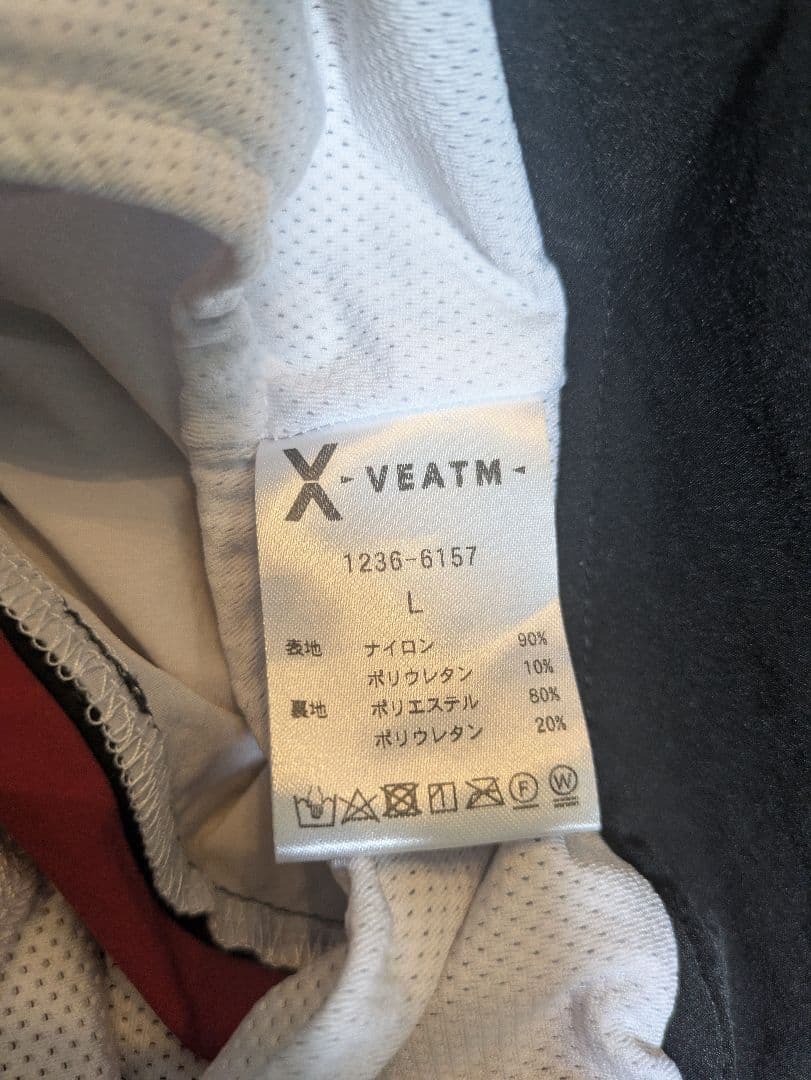 X-VEATM-
1236-6157
L
表地 ナイロン 90%
ポリウレタン 10%
裏地 ポリエステル 80%
ポリウレタン 20%
F W